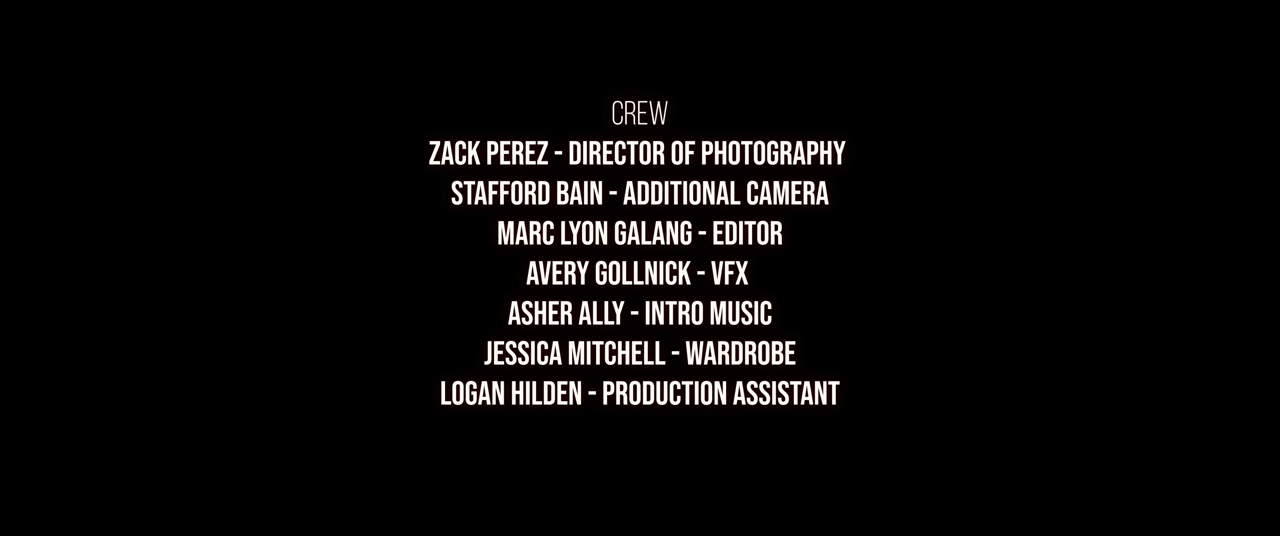 CREW
ZACK PEREZ - DIRECTOR OF PHOTOGRAPHY
STAFFORD BAIN - ADDITIONAL CAMERA
MARC LYON GALANG - EDITOR
AVERY GOLLNICK - VFX
ASHER ALLY - INTRO MUSIC
JESSICA MITCHELL - WARDROBE
LOGAN HILDEN - PRODUCTION ASSISTANT